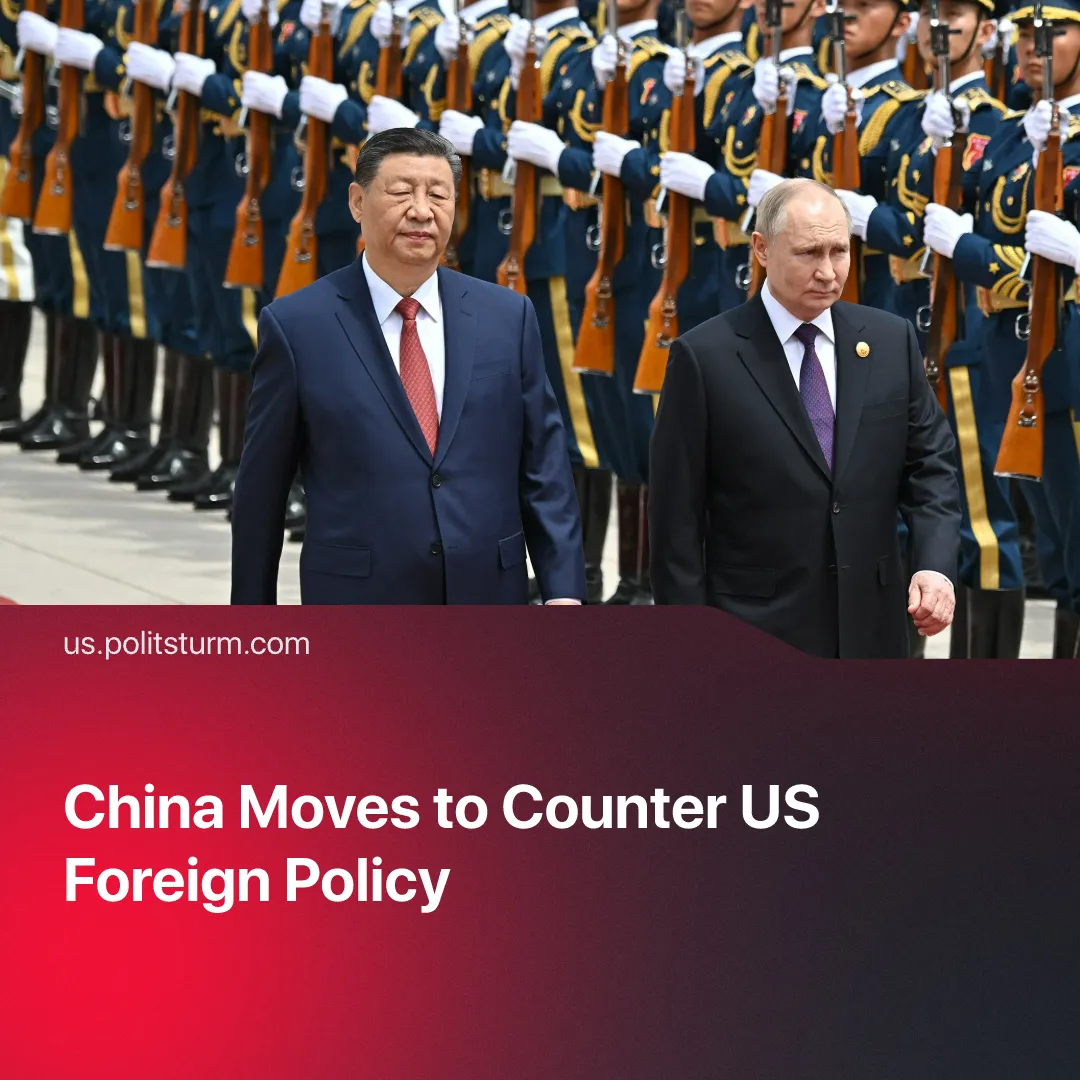 us.politsturm.com
China Moves to Counter US
Foreign Policy